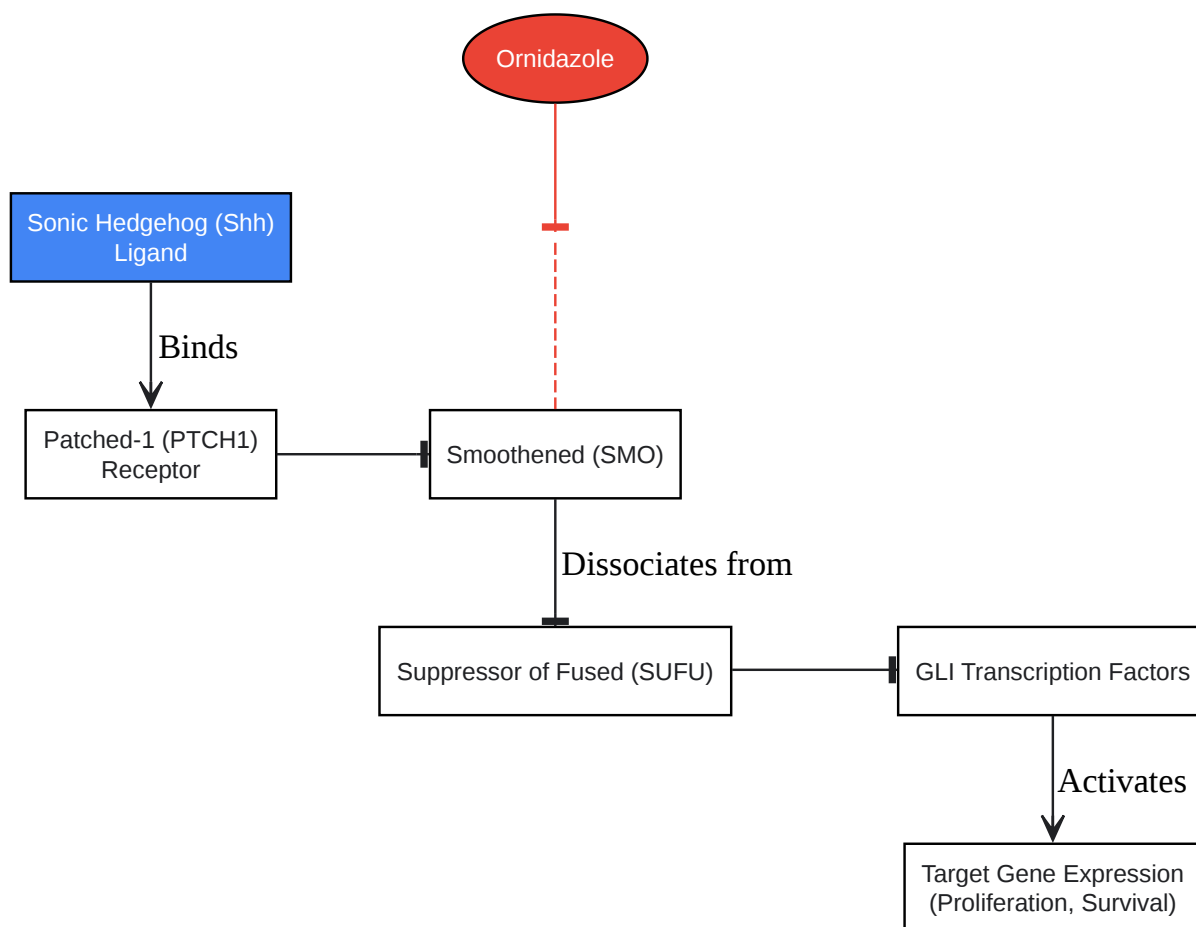 Ornidazole
Sonic Hedgehog (Shh)
Ligand
Binds
Patched-1 (PTCH1)
Receptor
Smoothened (SMO)
Dissociates from
Suppressor of Fused (SUFU)
GLI Transcription Factors
Activates
Target Gene Expression
(Proliferation, Survival)